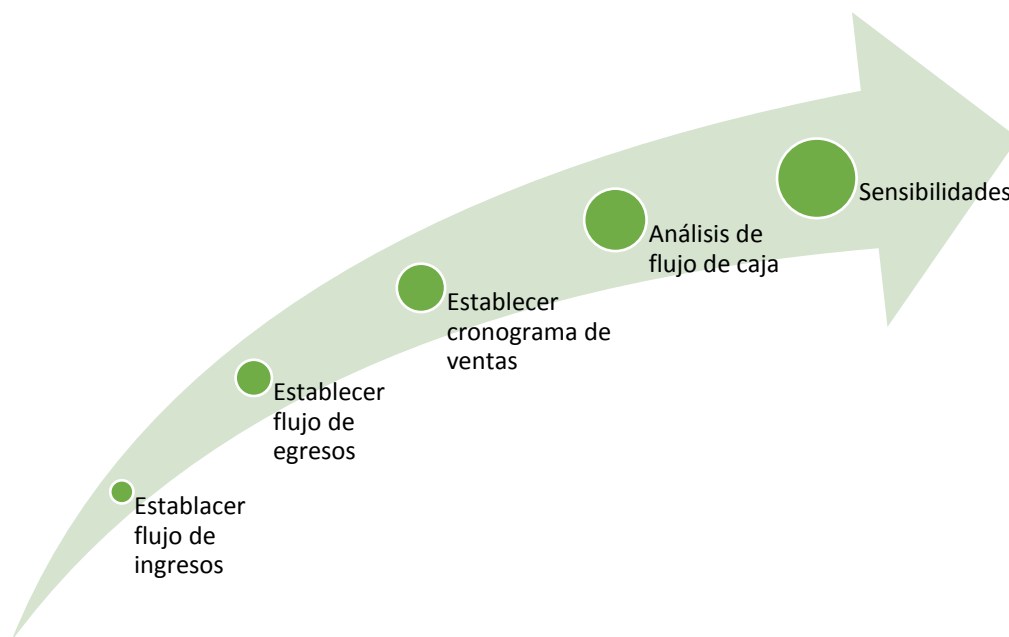 Establacer
flujo de
ingresos
Establecer
flujo de
egresos
Establecer
cronograma de
ventas
Análisis de
flujo de caja
Sensibilidades